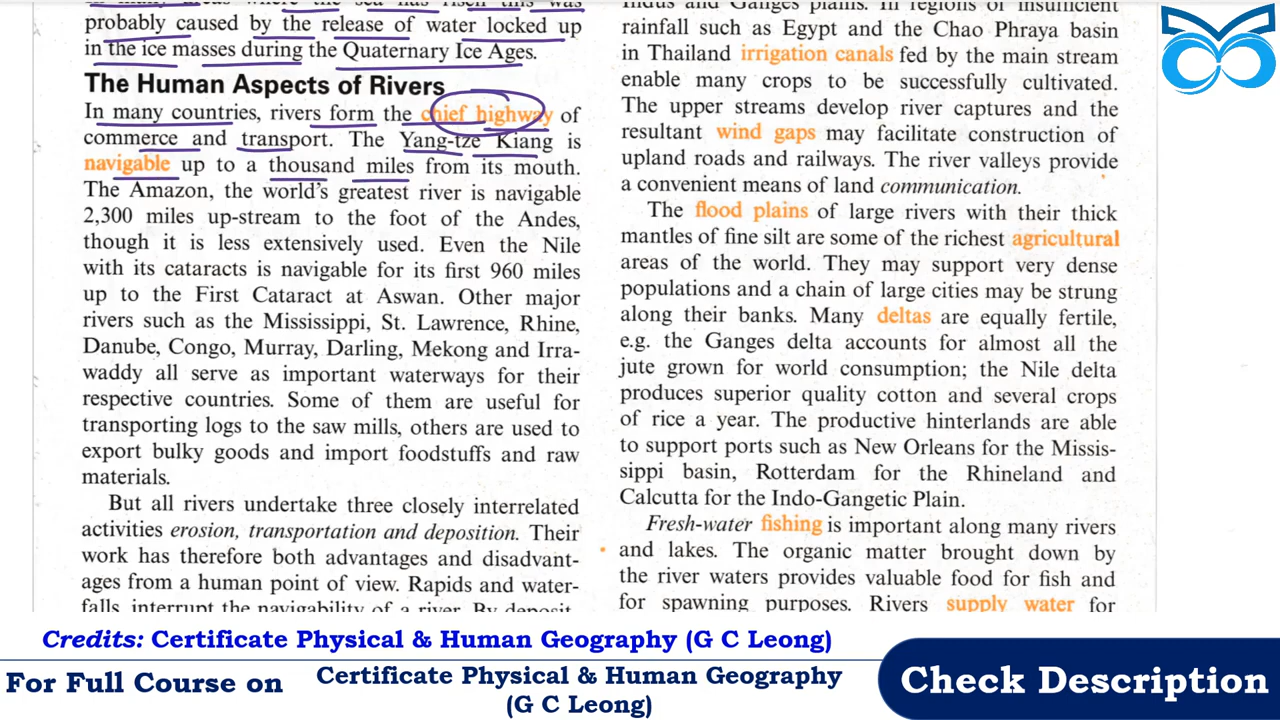 probably caused by the release of water locked up
in the ice masses during the Quaternary Ice Ages.
The Human Aspects of Rivers
In many countries, rivers form the chief highway of
commerce and transport. The Yang-tze Kiang is
navigable up to a thousand miles from its mouth.
The Amazon, the world's greatest river is navigable
2,300 miles up-stream to the foot of the Andes,
though it is less extensively used. Even the Nile
with its cataracts is navigable for its first 960 miles
up to the First Cataract at Aswan. Other major
rivers such as the Mississippi, St. Lawrence, Rhine,
Danube, Congo, Murray, Darling, Mekong and Irra-
waddy all serve as important waterways for their
respective countries. Some of them are useful for
transporting logs to the saw mills, others are used to
export bulky goods and import foodstuffs and raw
materials.
But all rivers undertake three closely interrelated
activities erosion, transportation and deposition. Their
work has therefore both advantages and disadvant-
ages from a human point of view. Rapids and water-
falls interrupt the navigability of a river. By deposit-
Indus and Ganges plains. In regions of insufficient
rainfall such as Egypt and the Chao Phraya basin
in Thailand irrigation canals fed by the main stream
enable many crops to be successfully cultivated.
The upper streams develop river captures and the
resultant wind gaps may facilitate construction of
upland roads and railways. The river valleys provide
a convenient means of land communication.
The flood plains of large rivers with their thick
mantles of fine silt are some of the richest agricultural
areas of the world. They may support very dense
populations and a chain of large cities may be strung
along their banks. Many deltas are equally fertile,
e.g. the Ganges delta accounts for almost all the
jute grown for world consumption; the Nile delta
produces superior quality cotton and several crops
of rice a year. The productive hinterlands are able
to support ports such as New Orleans for the Missis-
sippi basin, Rotterdam for the Rhineland and
Calcutta for the Indo-Gangetic Plain.
Fresh-water fishing is important along many rivers
and lakes. The organic matter brought down by
the river waters provides valuable food for fish and
for spawning purposes. Rivers supply water for
Credits: Certificate Physical & Human Geography (G C Leong)
For Full Course on
Certificate Physical & Human Geography
(G C Leong)
Check Description